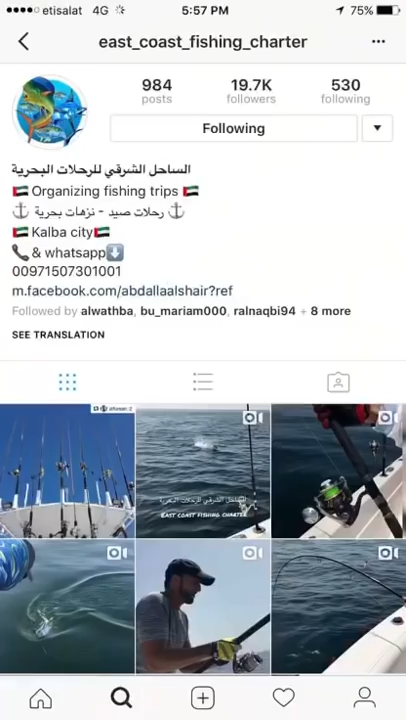 etisalat 4G 5:57 PM 75%
east_coast_fishing_charter
984 19.7K 530
posts followers following
Following
الساحل الشرقي للرحلات البحرية
🇦🇪Organizing fishing trips 🇦🇪
⚓ رحلات صيد - نزهات بحرية ⚓
🇦🇪Kalba city🇦🇪
📞& whatsapp⬇️
00971507301001
m.facebook.com/abdallaalshair?ref
Followed by alwathba, bu_mariam000, ralnaqbi94 + 8 more
SEE TRANSLATION
الساحل الشرقي للرحلات البحرية
EAST COAST FISHING CHARTER